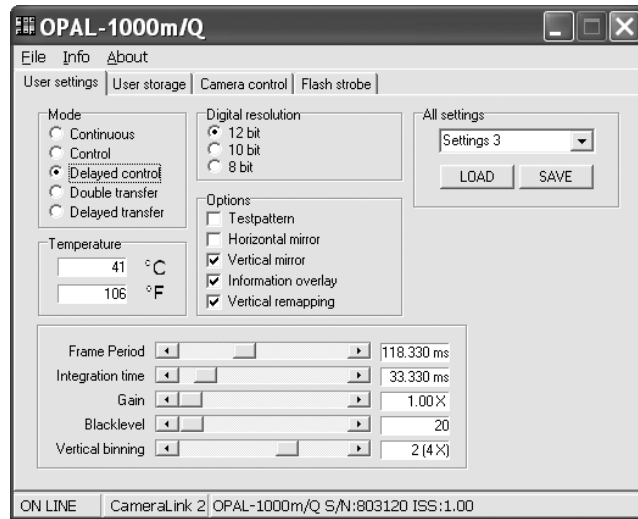 OPAL-1000m/Q
File Info About
User settings User storage Camera control Flash strobe
Mode
Continuous
Control
Delayed control
Double transfer
Delayed transfer
Digital resolution
12 bit
10 bit
8 bit
All settings
Settings 3
LOAD SAVE
Temperature
41 °C
106 °F
Options
Testpattern
Horizontal mirror
Vertical mirror
Information overlay
Vertical remapping
Frame Period 118.330 ms
Integration time 33.330 ms
Gain 1.00 X
Blacklevel 20
Vertical binning 2 (4 X)
ON LINE CameraLink 2 OPAL-1000m/Q S/N:803120 ISS:1.00